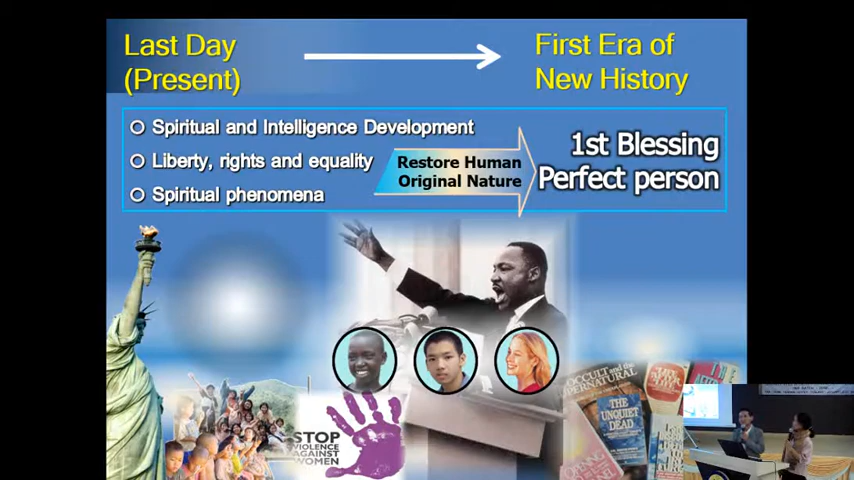 Last Day
(Present)
First Era of
New History
Spiritual and Intelligence Development
Liberty, rights and equality
Spiritual phenomena
Restore Human
Original Nature
1st Blessing
Perfect person
STOP
VIOLENCE
AGAINST
WOMEN
OCCULT and the
SUPERNATURAL
THE
UNQUIET
DEAD